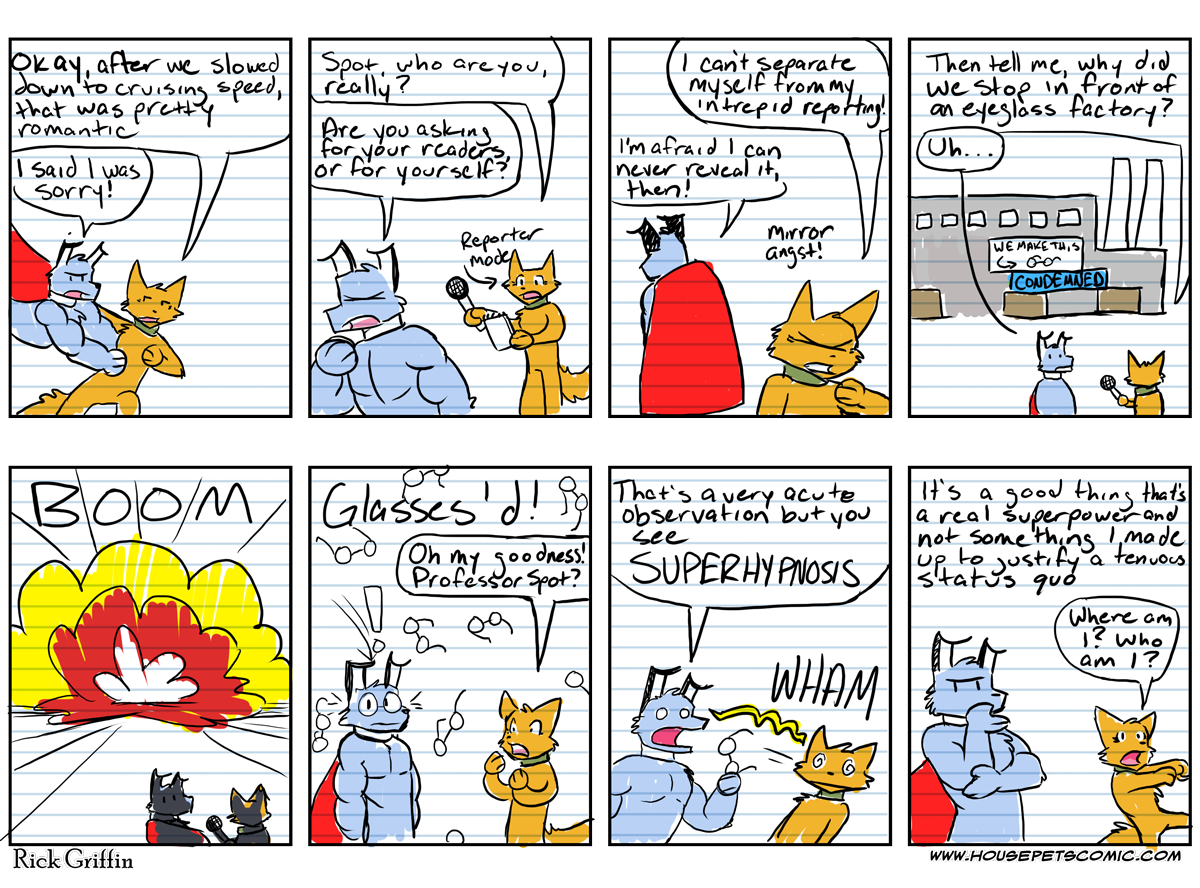 Okay, after we slowed
down to cruising speed,
that was pretty
romantic
I said I was
sorry!
Spot, who are you,
really?
Are you asking
for your readers,
or for yourself?
Reporter
mode
I can't separate
myself from my
intrepid reporting!
I'm afraid I can
never reveal it,
then!
mirror
angst!
Then tell me, why did
we stop in front of
an eyeglass factory?
Uh...
WE MAKE THIS
CONDEMNED
BOOM
Glasses'd!
Oh my goodness!
Professor Spot?
!
That's a very acute
observation but you
see
SUPERHYPNOSIS
WHAM
It's a good thing that's
a real superpower and
not something I made
up to justify a tenuous
status quo
Where am
I? Who
am I?
Rick Griffin
WWW.HOUSEPETSCOMIC.COM